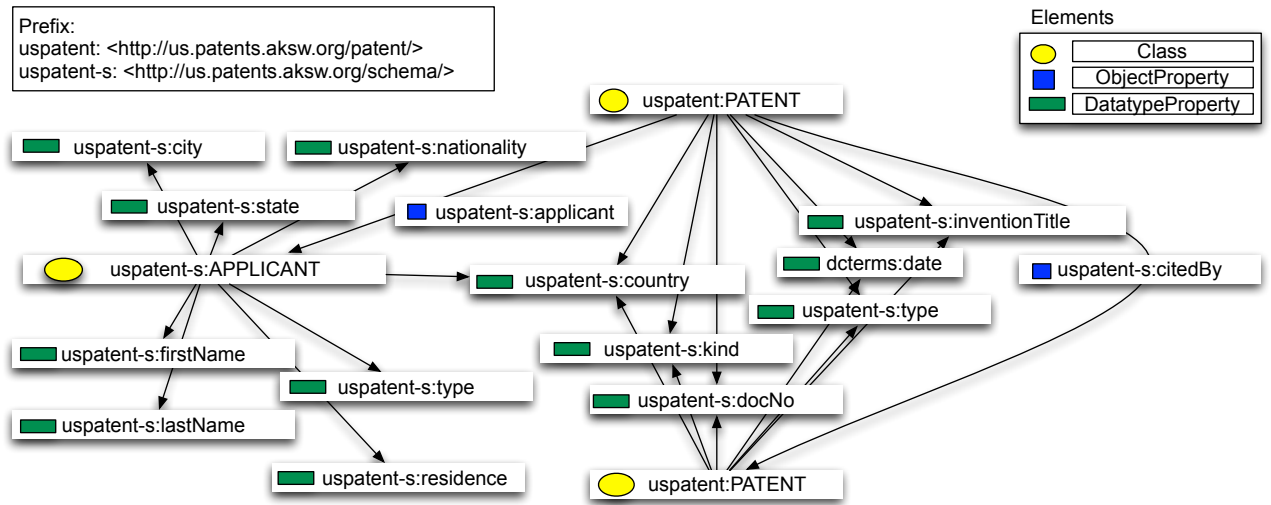 Prefix:
uspatent: <http://us.patents.aksw.org/patent/>
uspatent-s: <http://us.patents.aksw.org/schema/>
Elements
Class
ObjectProperty
DatatypeProperty
uspatent:PATENT
uspatent-s:city
uspatent-s:nationality
uspatent-s:state
uspatent-s:applicant
uspatent-s:inventionTitle
uspatent-s:APPLICANT
uspatent-s:country
dcterms:date
uspatent-s:citedBy
uspatent-s:type
uspatent-s:firstName
uspatent-s:kind
uspatent-s:type
uspatent-s:docNo
uspatent-s:lastName
uspatent-s:residence
uspatent:PATENT